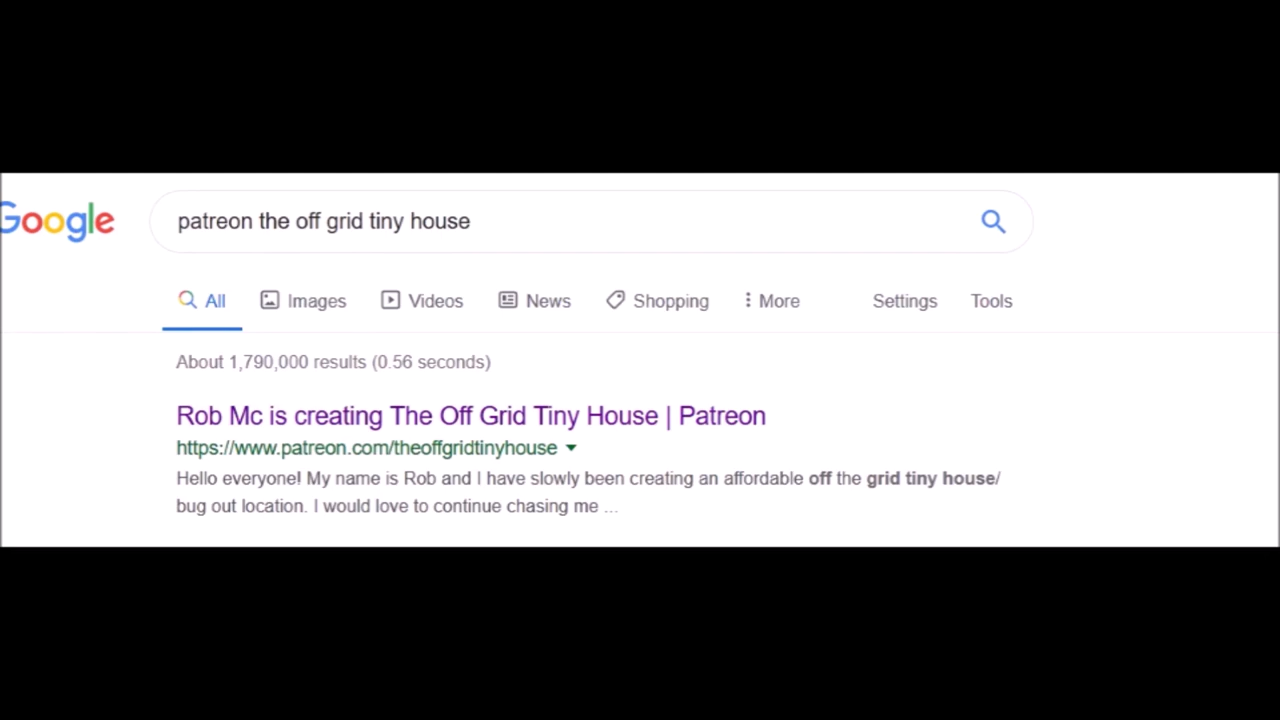 Google
patreon the off grid tiny house
All Images Videos News Shopping More Settings Tools
About 1,790,000 results (0.56 seconds)
Rob Mc is creating The Off Grid Tiny House | Patreon
https://www.patreon.com/theoffgridtinyhouse
Hello everyone! My name is Rob and I have slowly been creating an affordable off the grid tiny house/
bug out location. I would love to continue chasing me ...